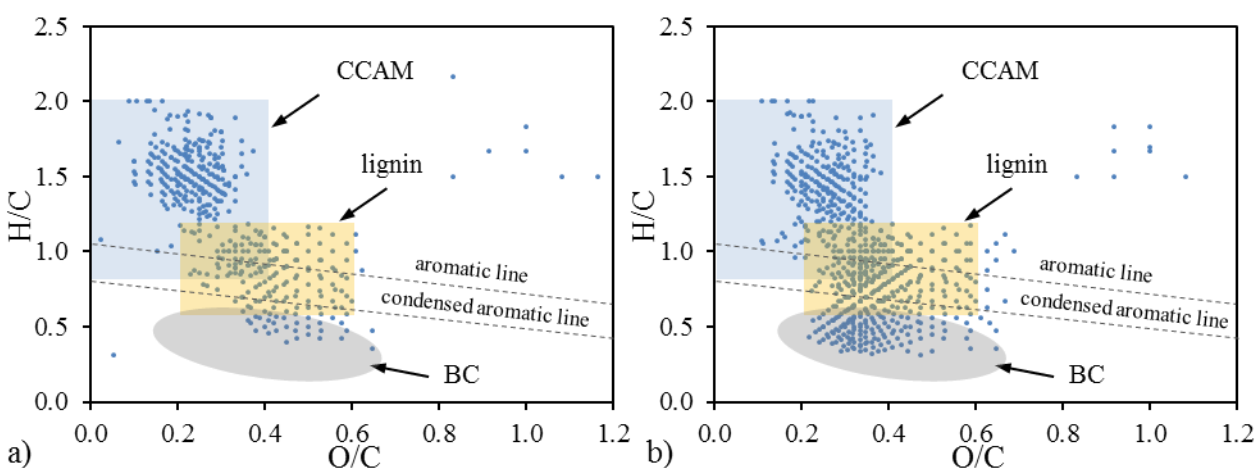 2.5
CCAM
2.0
lignin
1.5
H/C
1.0
aromatic line
condensed aromatic line
0.5
BC
0.0
0.0 0.2 0.4 0.6 0.8 1.0 1.2
a)
O/C
2.5
CCAM
2.0
lignin
1.5
H/C
1.0
aromatic line
condensed aromatic line
0.5
BC
0.0
0.0 0.2 0.4 0.6 0.8 1.0 1.2
b)
O/C